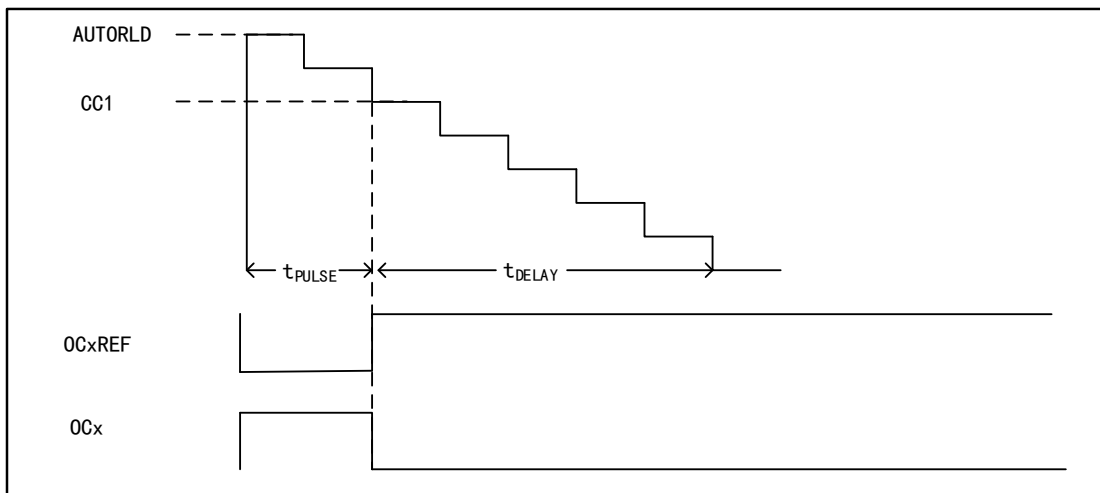 AUTORLD
CC1
tPULSE
tDELAY
OCxREF
OCx